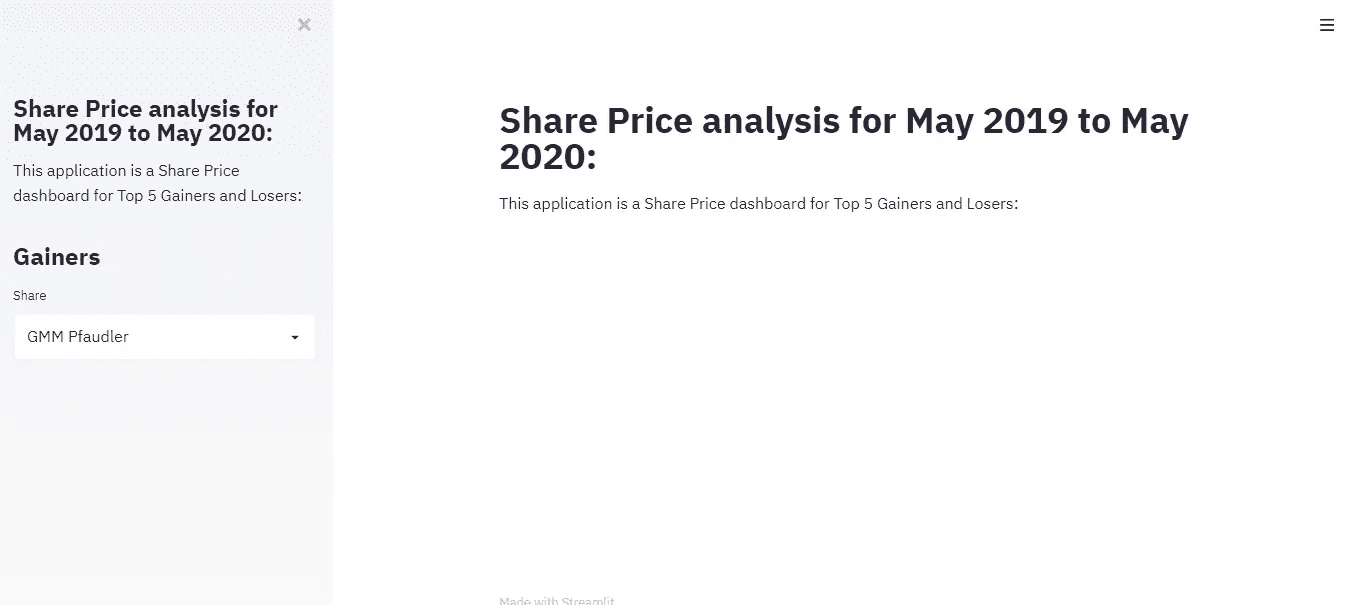 Share Price analysis for
May 2019 to May 2020:
This application is a Share Price
dashboard for Top 5 Gainers and Losers:
Gainers
Share
GMM Pfaudler
Share Price analysis for May 2019 to May
2020:
This application is a Share Price dashboard for Top 5 Gainers and Losers:
Made with Streamlit